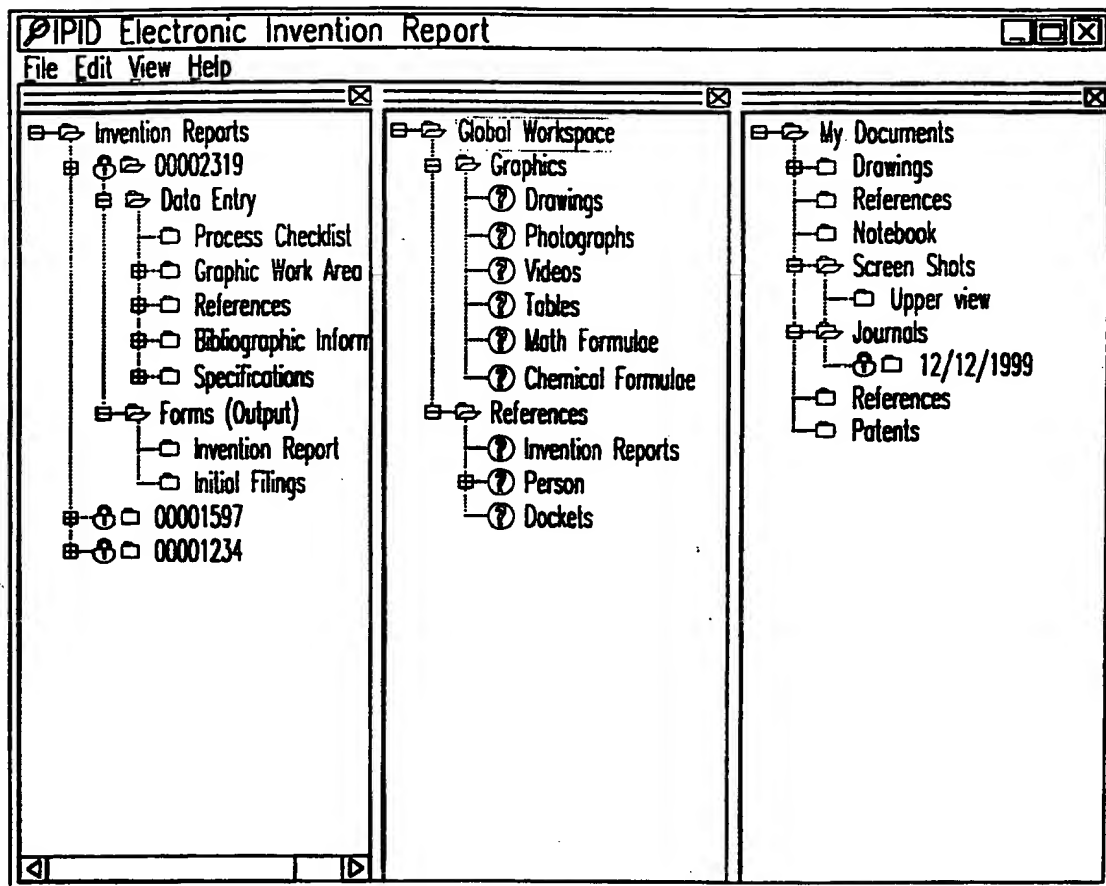 IPID Electronic Invention Report
File Edit View Help
Invention Reports
00002319
Data Entry
Process Checklist
Graphic Work Area
References
Bibliographic Inform
Specifications
Forms (Output)
Invention Report
Initial Filings
00001597
00001234
Global Workspace
Graphics
? Drawings
? Photographs
? Videos
? Tables
? Math Formulae
? Chemical Formulae
References
? Invention Reports
? Person
? Dockets
My Documents
Drawings
References
Notebook
Screen Shots
Upper view
Journals
12/12/1999
References
Patents